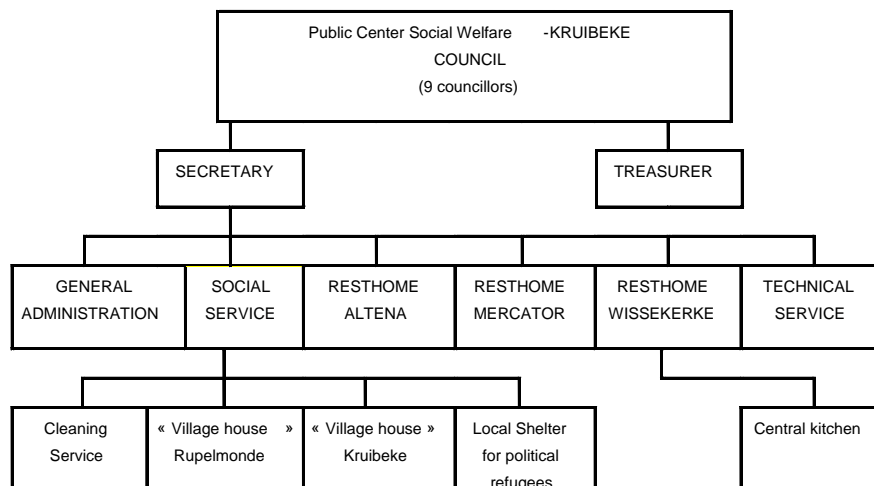 Public Center Social Welfare -KRUIBEKE
COUNCIL
(9 councillors)
SECRETARY
TREASURER
GENERAL
ADMINISTRATION
SOCIAL
SERVICE
RESTHOME
ALTENA
RESTHOME
MERCATOR
RESTHOME
WISSEKERKE
TECHNICAL
SERVICE
Cleaning
Service
« Village house »
Rupelmonde
« Village house »
Kruibeke
Local Shelter
for political
refugees
Central kitchen